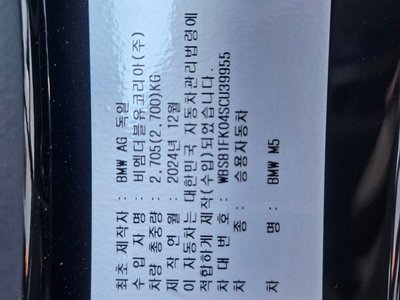 최초 제작자 : BMW AG 독일
수 입 자 명 : 비엠더블유코리아(주)
차량 총중량 : 2,705(2,700)KG
제 작 연 월 : 2024년 12월
이 자동차는 대한민국 자동차관리법령에
적합하게 제작(수입)되었습니다.
차 대 번 호 : WBS81FK04SCU39955
차 종 : 승용자동차
차 명 : BMW M5